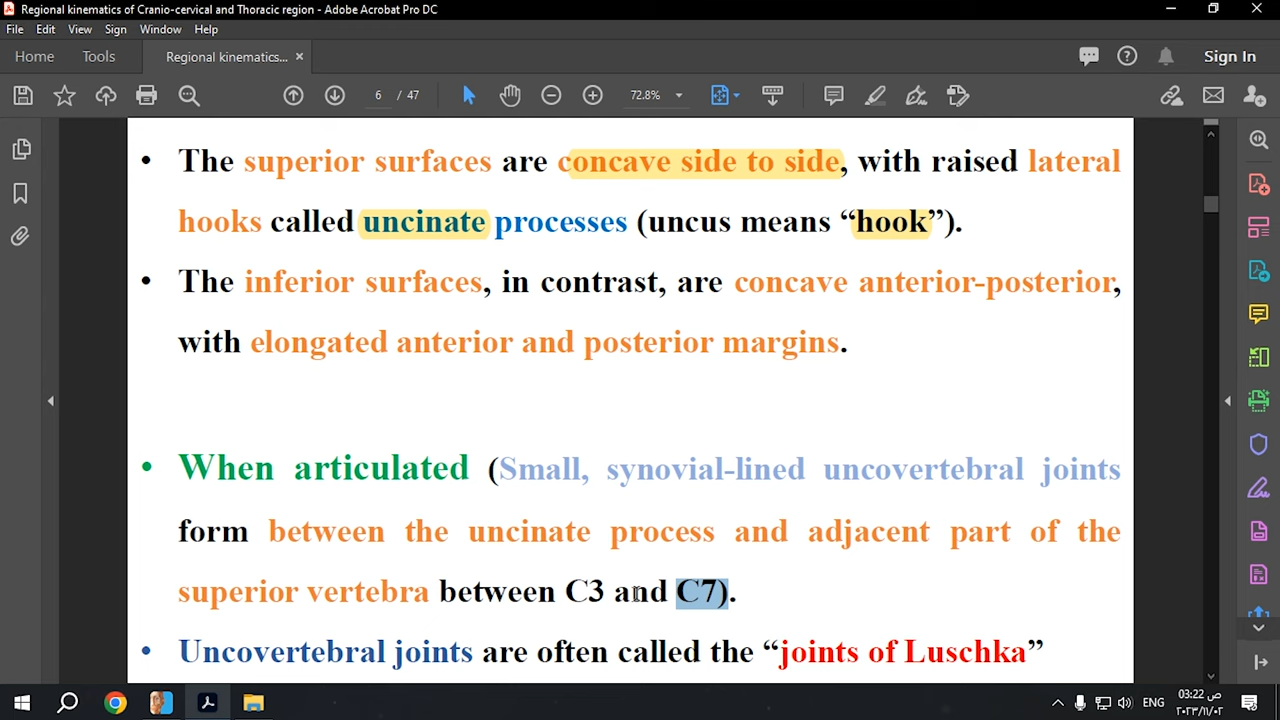 Regional kinematics of Cranio-cervical and Thoracic region - Adobe Acrobat Pro DC
File Edit View Sign Window Help
Home Tools Regional kinematics... × Sign In
6 / 47 72.8%
• The superior surfaces are concave side to side, with raised lateral
hooks called uncinate processes (uncus means “hook”).
• The inferior surfaces, in contrast, are concave anterior-posterior,
with elongated anterior and posterior margins.
• When articulated (Small, synovial-lined uncovertebral joints
form between the uncinate process and adjacent part of the
superior vertebra between C3 and C7).
• Uncovertebral joints are often called the “joints of Luschka”
ENG 03:22 ص
٢٠٢٣/١١/٠٢